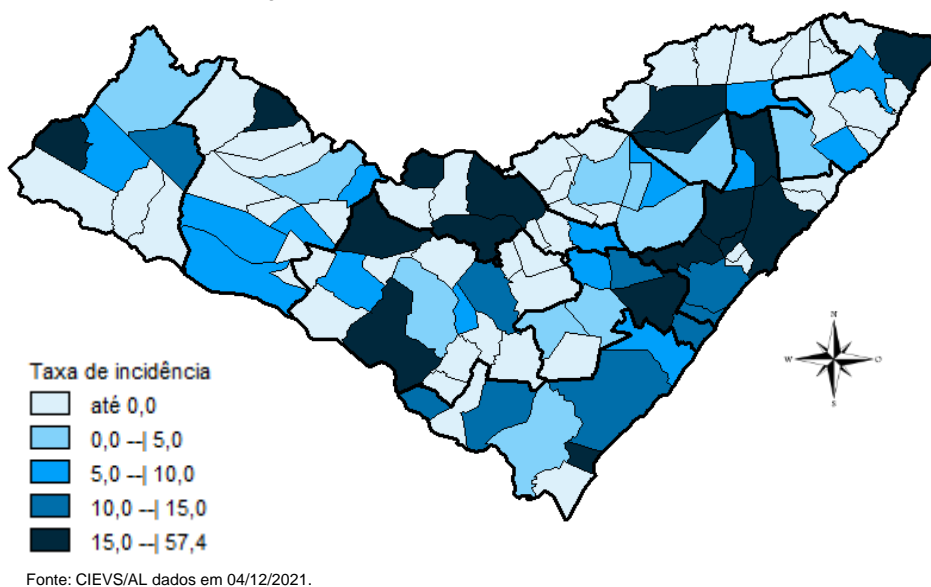 N
W
O
S
Taxa de incidência
até 0,0
0,0 --| 5,0
5,0 --| 10,0
10,0 --| 15,0
15,0 --| 57,4
Fonte: CIEVS/AL dados em 04/12/2021.